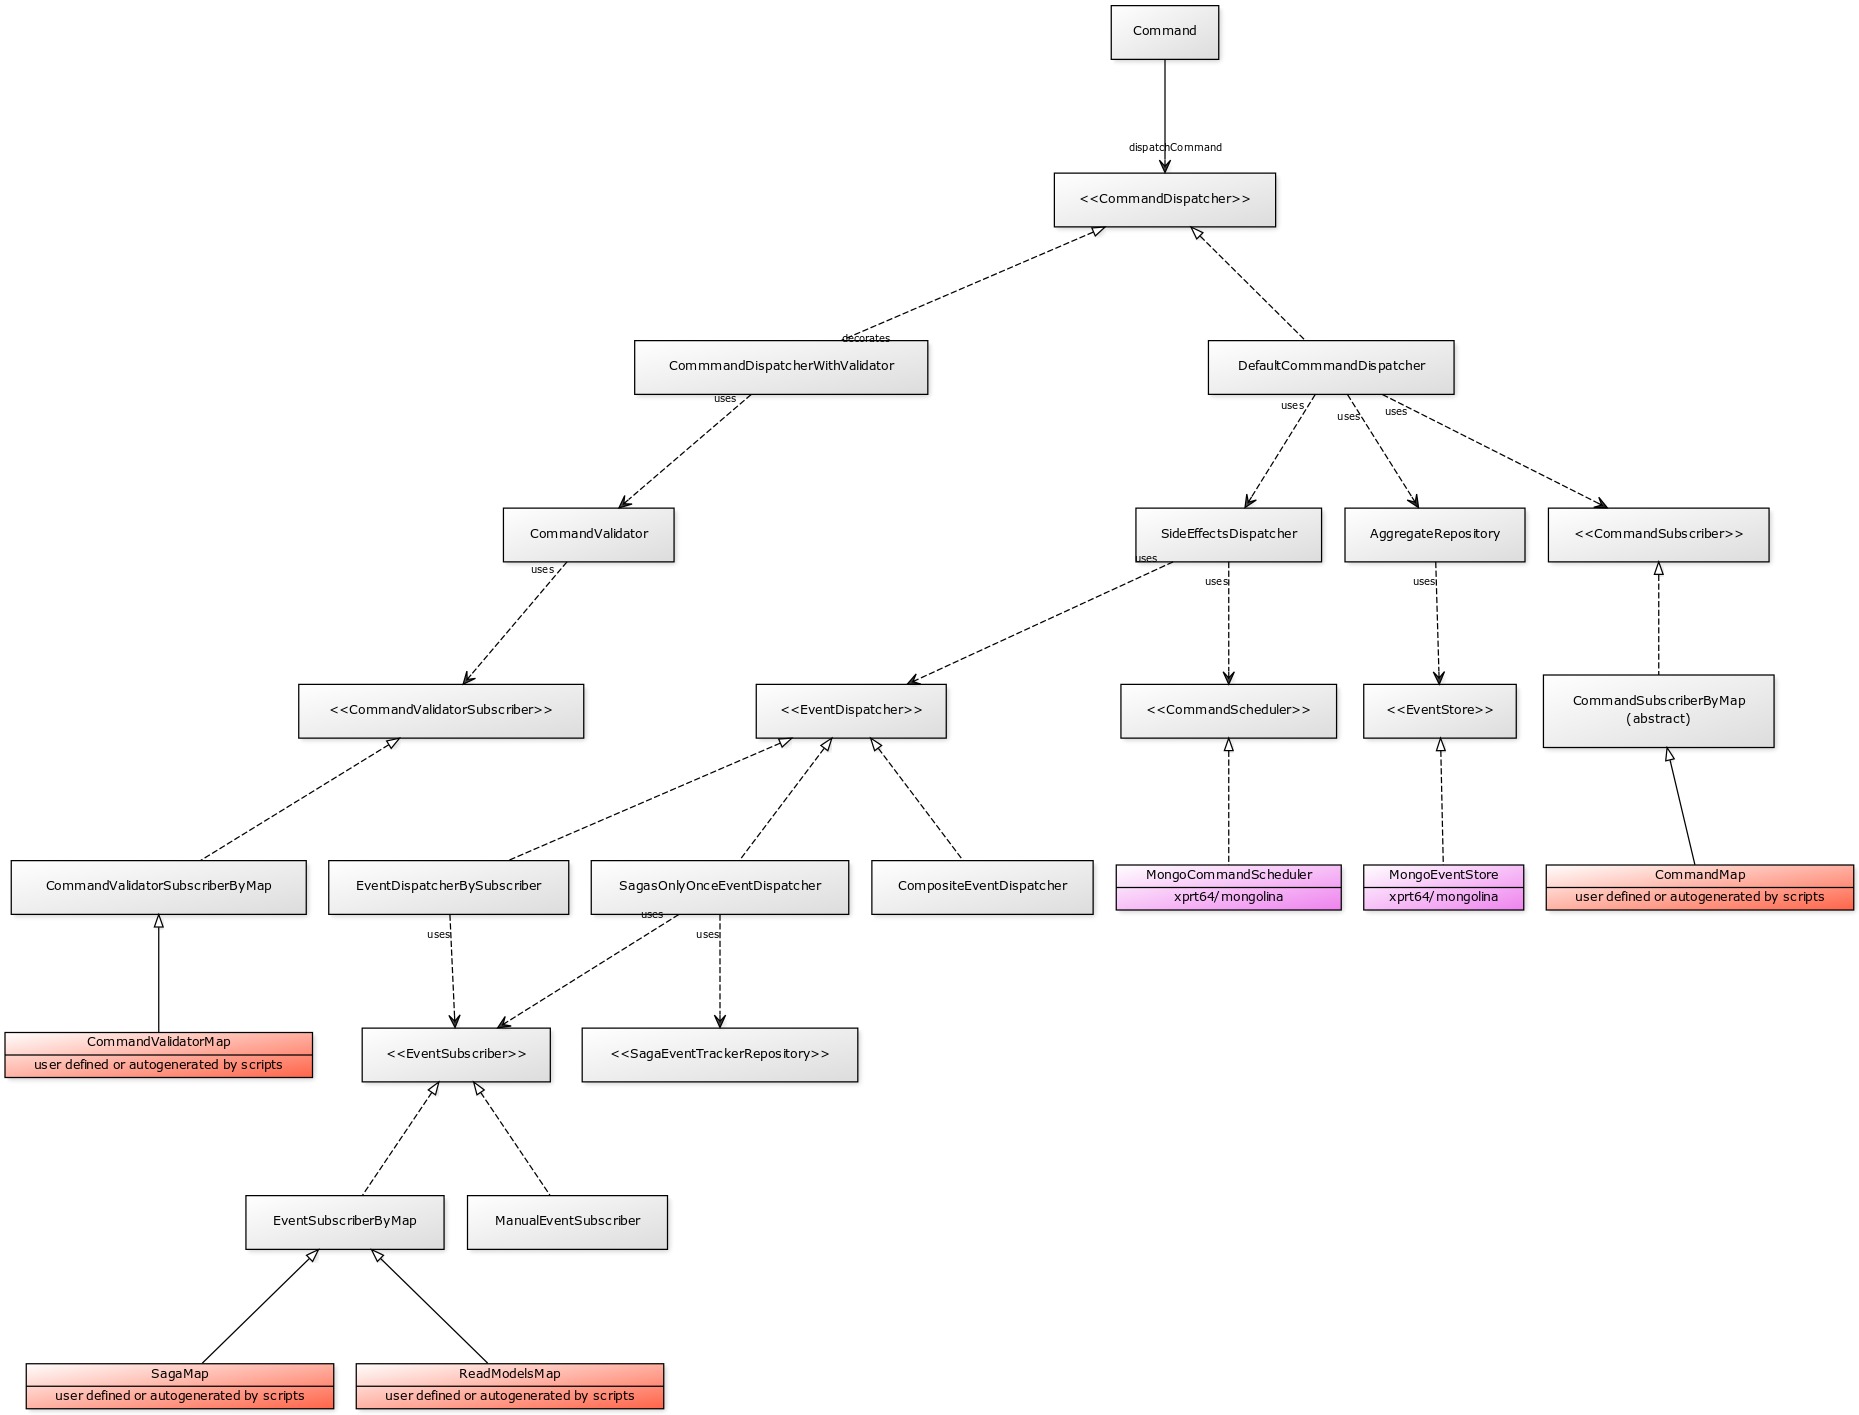 Command
dispatchCommand
<<CommandDispatcher>>
decorates
CommmandDispatcherWithValidator
DefaultCommmandDispatcher
uses
uses
uses
uses
CommandValidator
SideEffectsDispatcher
AggregateRepository
<<CommandSubscriber>>
uses
uses
uses
uses
<<CommandValidatorSubscriber>>
<<EventDispatcher>>
<<CommandScheduler>>
<<EventStore>>
CommandSubscriberByMap
(abstract)
CommandValidatorSubscriberByMap
EventDispatcherBySubscriber
SagasOnlyOnceEventDispatcher
CompositeEventDispatcher
MongoCommandScheduler
xprt64/mongolina
MongoEventStore
xprt64/mongolina
CommandMap
user defined or autogenerated by scripts
uses
uses
uses
CommandValidatorMap
user defined or autogenerated by scripts
<<EventSubscriber>>
<<SagaEventTrackerRepository>>
EventSubscriberByMap
ManualEventSubscriber
SagaMap
user defined or autogenerated by scripts
ReadModelsMap
user defined or autogenerated by scripts